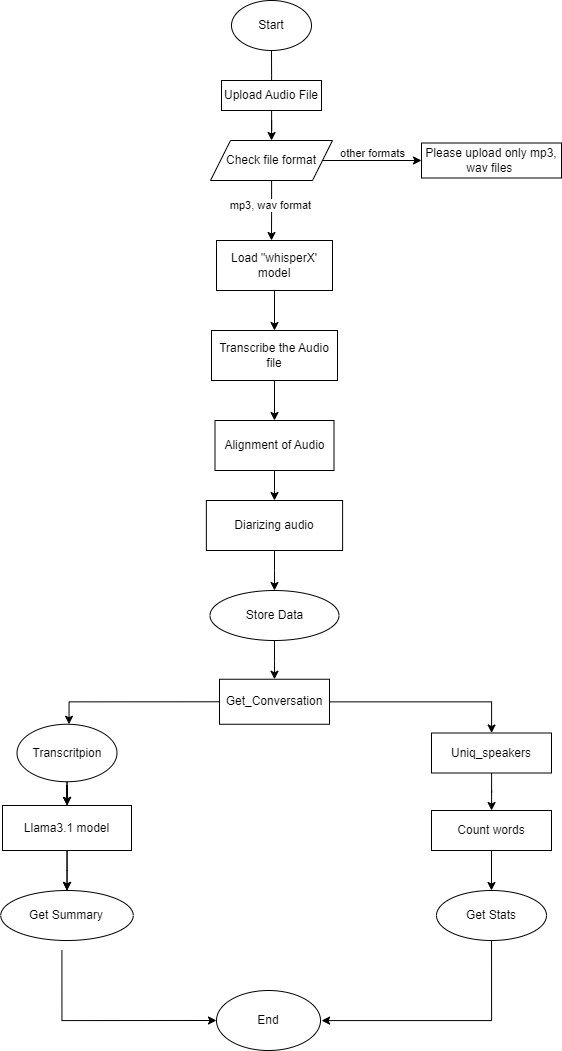 Start
Upload Audio File
Check file format
other formats
Please upload only mp3,
wav files
mp3, wav format
Load "whisperX'
model
Transcribe the Audio
file
Alignment of Audio
Diarizing audio
Store Data
Get_Conversation
Transcritpion
Uniq_speakers
Llama3.1 model
Count words
Get Summary
Get Stats
End